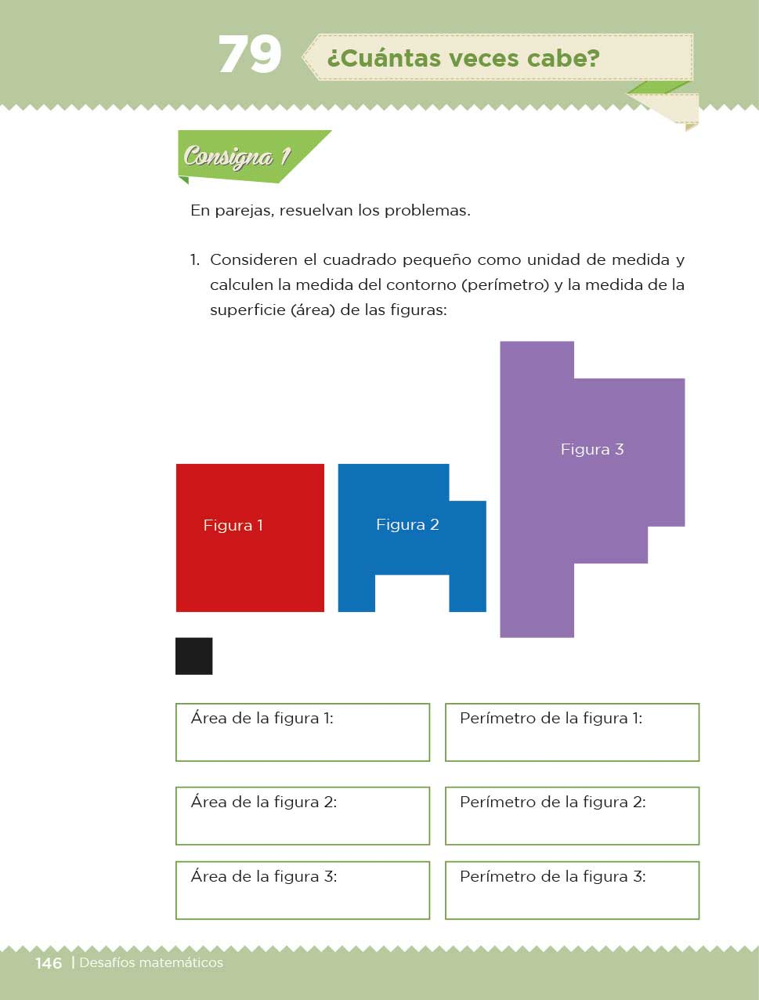 79
¿Cuántas veces cabe?
Consigna 1
En parejas, resuelvan los problemas.
1. Consideren el cuadrado pequeño como unidad de medida y
calculen la medida del contorno (perímetro) y la medida de la
superficie (área) de las figuras:
Figura 3
Figura 1
Figura 2
Área de la figura 1:
Perímetro de la figura 1:
Área de la figura 2:
Perímetro de la figura 2:
Área de la figura 3:
Perímetro de la figura 3:
146 | Desafíos matemáticos